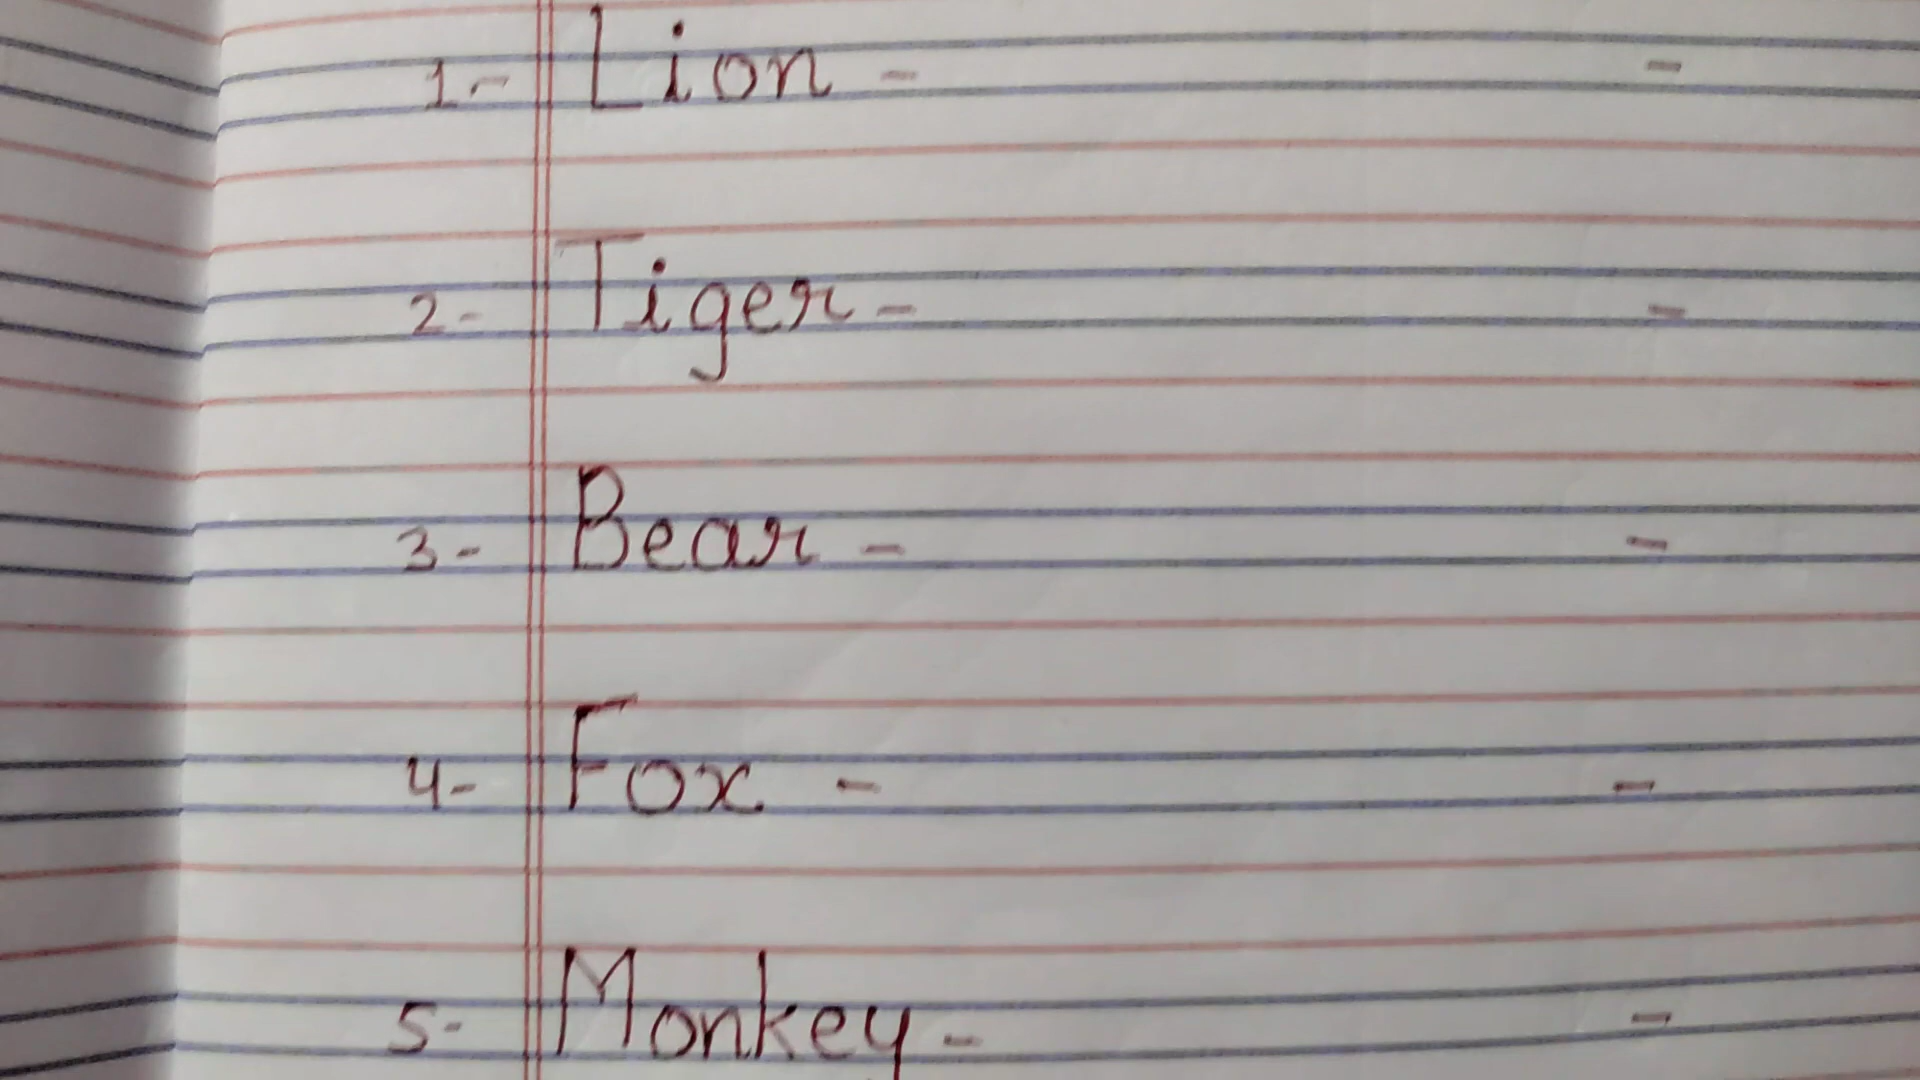 1- Lion - -
2- Tiger - -
3- Bear - -
4- Fox - -
5- Monkey - -